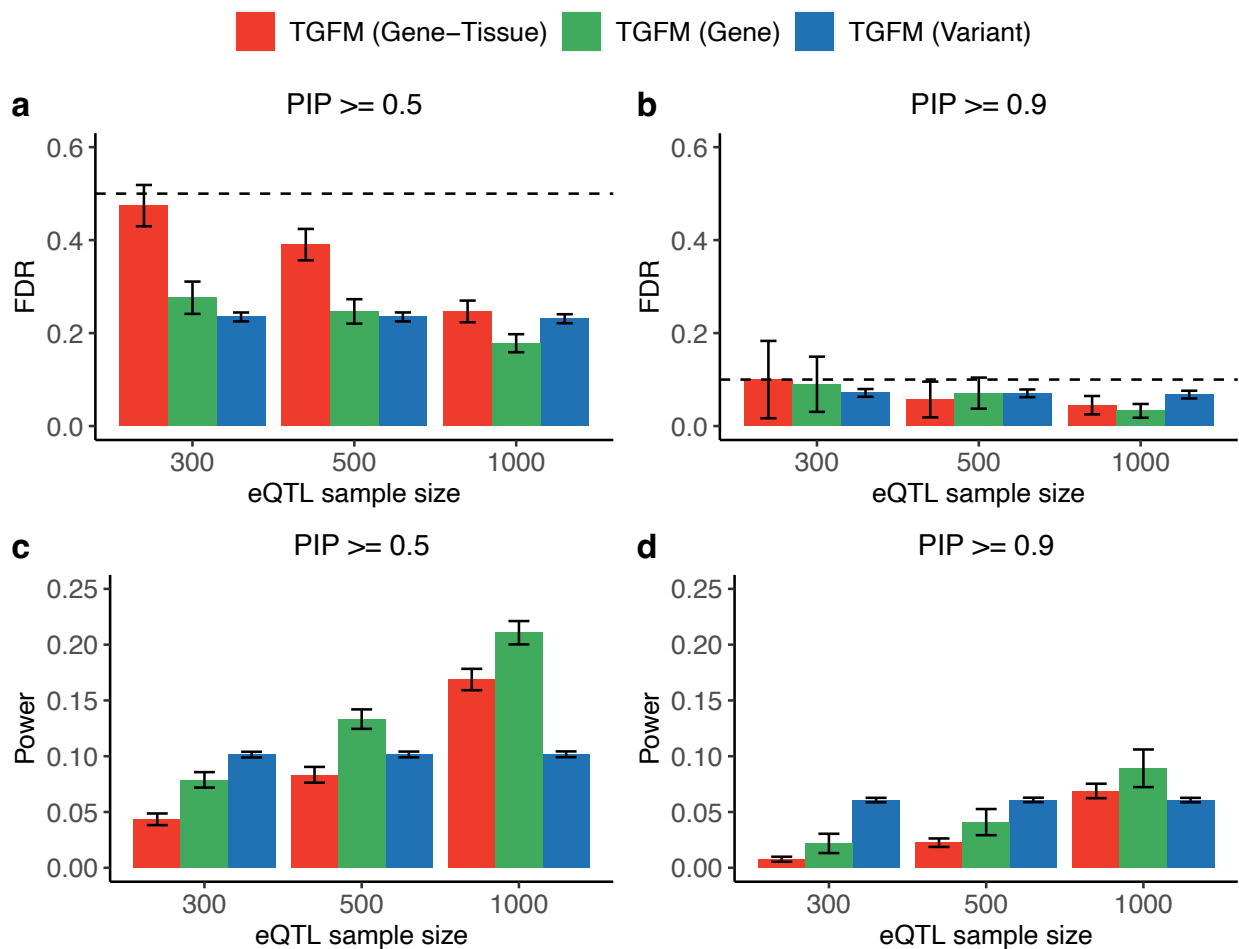 TGFM (Gene−Tissue) TGFM (Gene) TGFM (Variant)
a PIP >= 0.5
0.6
0.4
0.2
0.0
FDR
300 500 1000
eQTL sample size
b PIP >= 0.9
0.6
0.4
0.2
0.0
FDR
300 500 1000
eQTL sample size
c PIP >= 0.5
0.25
0.20
0.15
0.10
0.05
0.00
Power
300 500 1000
eQTL sample size
d PIP >= 0.9
0.25
0.20
0.15
0.10
0.05
0.00
Power
300 500 1000
eQTL sample size